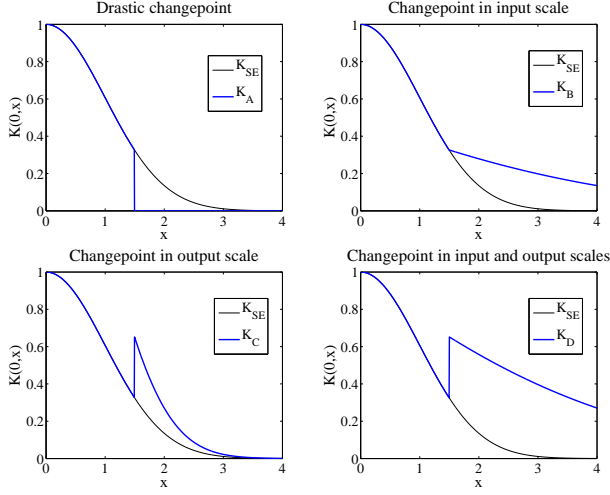 Drastic changepoint
1
0.8
0.6
0.4
0.2
0
K(0,x)
K_SE
K_A
0 1 2 3 4
x
Changepoint in input scale
1
0.8
0.6
0.4
0.2
0
K(0,x)
K_SE
K_B
0 1 2 3 4
x
Changepoint in output scale
1
0.8
0.6
0.4
0.2
0
K(0,x)
K_SE
K_C
0 1 2 3 4
x
Changepoint in input and output scales
1
0.8
0.6
0.4
0.2
0
K(0,x)
K_SE
K_D
0 1 2 3 4
x